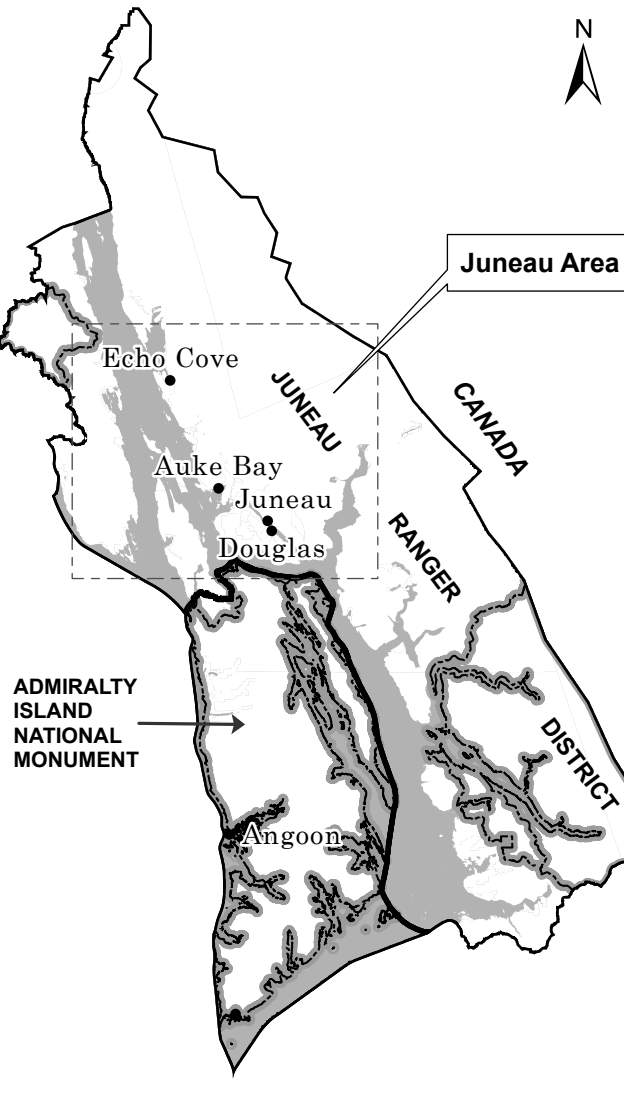 N
Juneau Area
Echo Cove
JUNEAU
CANADA
Auke Bay
Juneau
Douglas
RANGER
ADMIRALTY
ISLAND
NATIONAL
MONUMENT
DISTRICT
Angoon